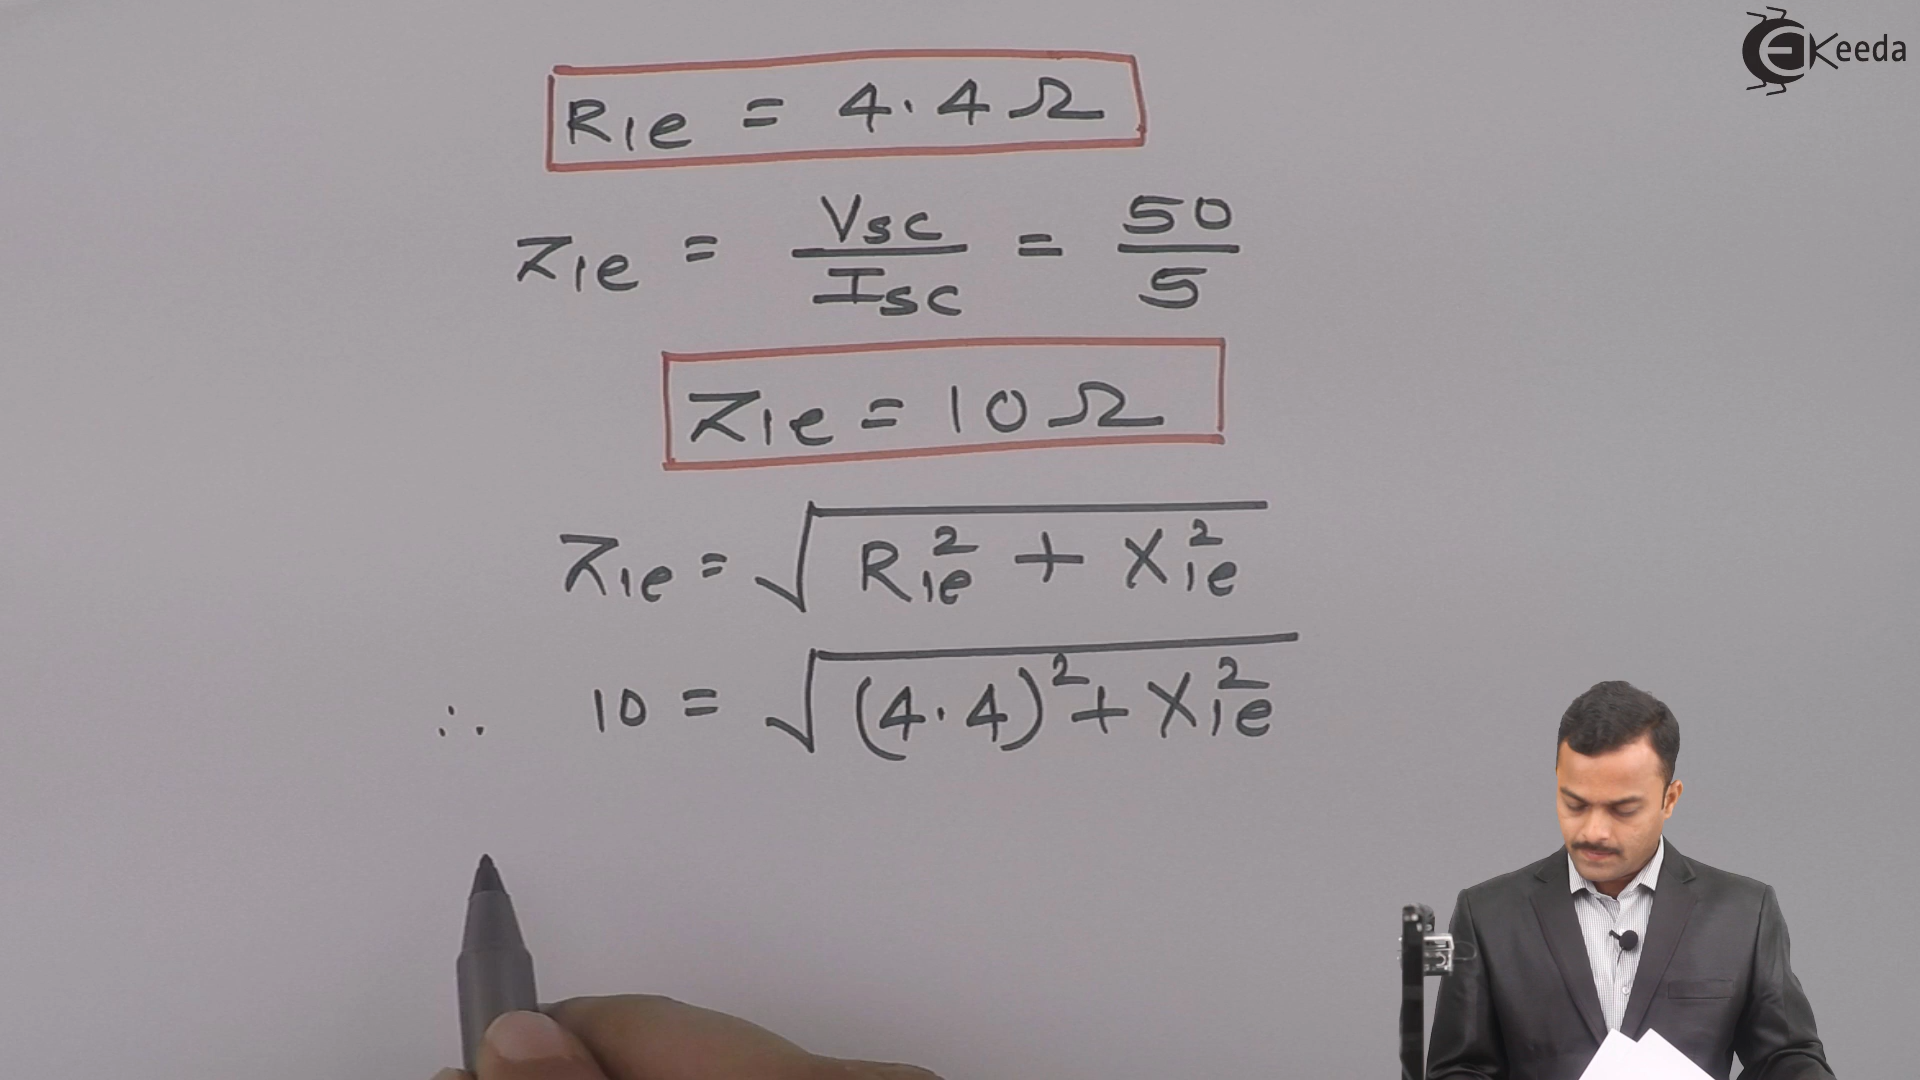 EKeeda
R1e = 4.4 Ω
Z1e = Vsc/Isc = 50/5
Z1e = 10 Ω
Z1e = √(R1e² + X1e²)
∴ 10 = √((4.4)² + X1e²)